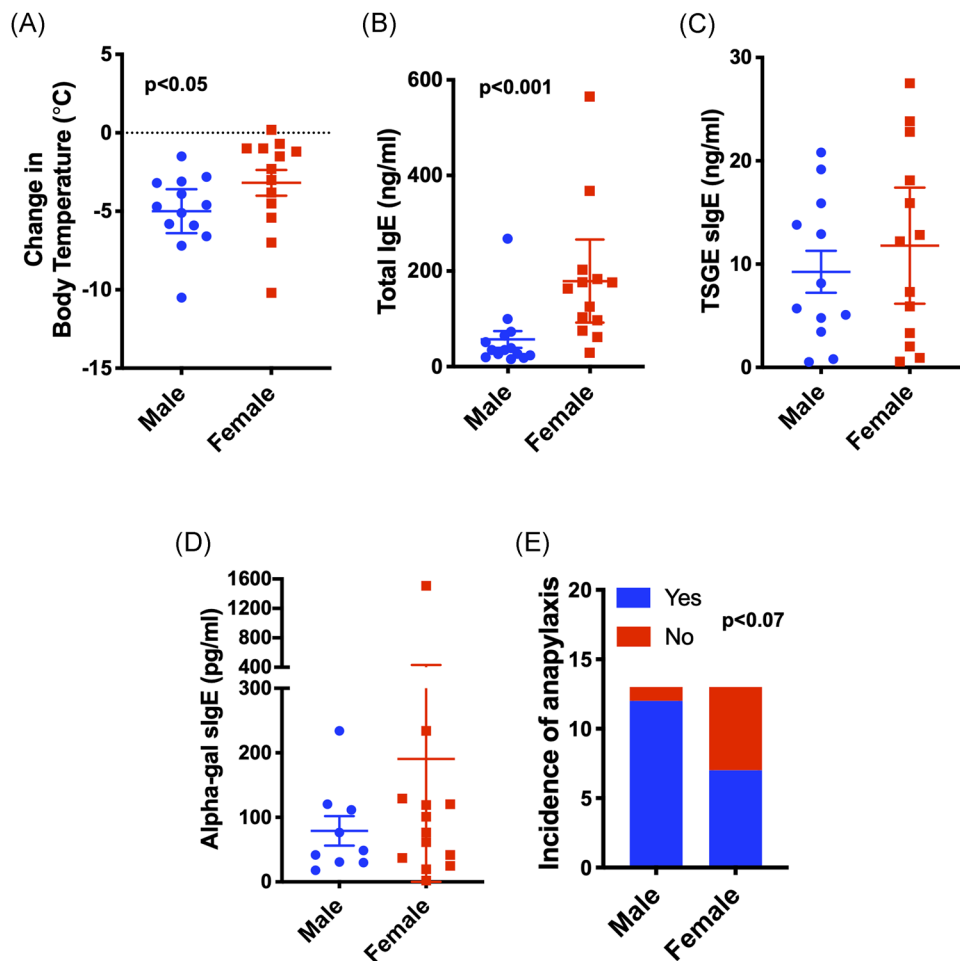 (A)
Change in
Body Temperature (°C)
5
0
-5
-10
-15
p<0.05
Male
Female
(B)
Total IgE (ng/ml)
600
400
200
0
p<0.001
Male
Female
(C)
TSGE sIgE (ng/ml)
30
20
10
0
Male
Female
(D)
Alpha-gal sIgE (pg/ml)
1600
1200
800
400
300
200
100
0
Male
Female
(E)
Incidence of anapylaxis
20
15
10
5
0
Yes
No
p<0.07
Male
Female